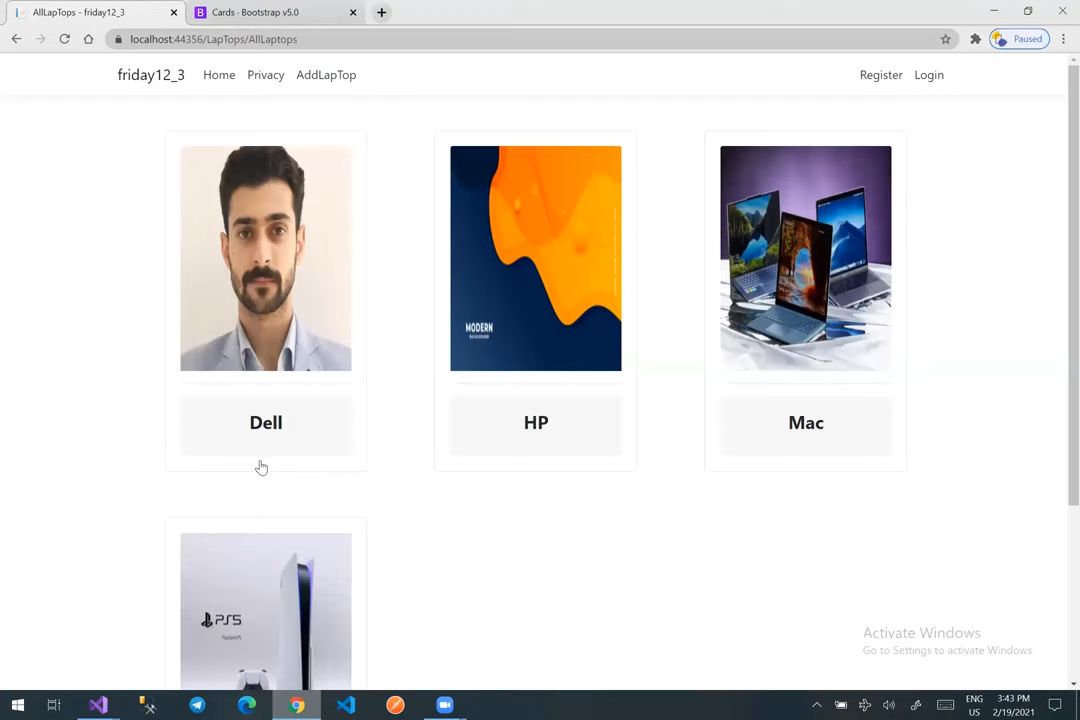 AllLapTops - friday12_3
B Cards · Bootstrap v5.0
localhost:44356/LapTops/AllLaptops
Paused
friday12_3 Home Privacy AddLapTop Register Login
MODERN
BACKGROUND
Dell HP Mac
PS5
Activate Windows
Go to Settings to activate Windows.
ENG 3:43 PM
US 2/19/2021